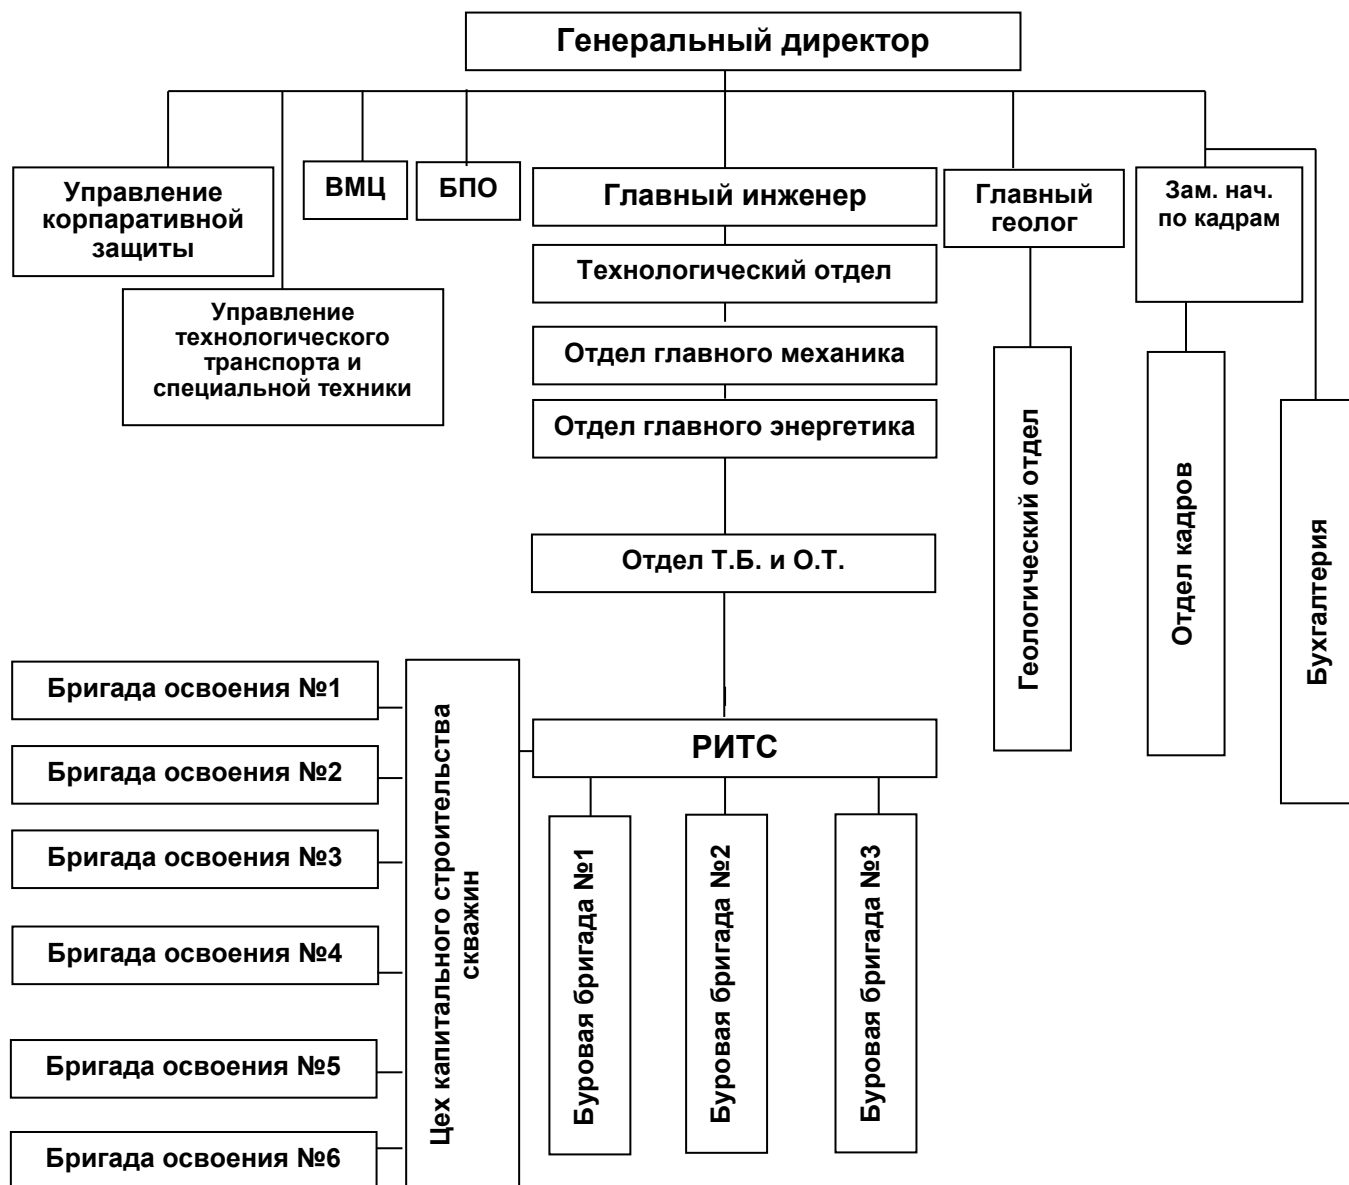 Генеральный директор
Управление
корпаративной
защиты
ВМЦ
БПО
Главный инженер
Главный
геолог
Зам. нач.
по кадрам
Технологический отдел
Управление
технологического
транспорта и
специальной техники
Отдел главного механика
Отдел главного энергетика
Геологический отдел
Отдел кадров
Бухгалтерия
Отдел Т.Б. и О.Т.
Бригада освоения №1
Бригада освоения №2
Бригада освоения №3
Бригада освоения №4
Бригада освоения №5
Бригада освоения №6
Цех капитального строительства
скважин
РИТС
Буровая бригада №1
Буровая бригада №2
Буровая бригада №3